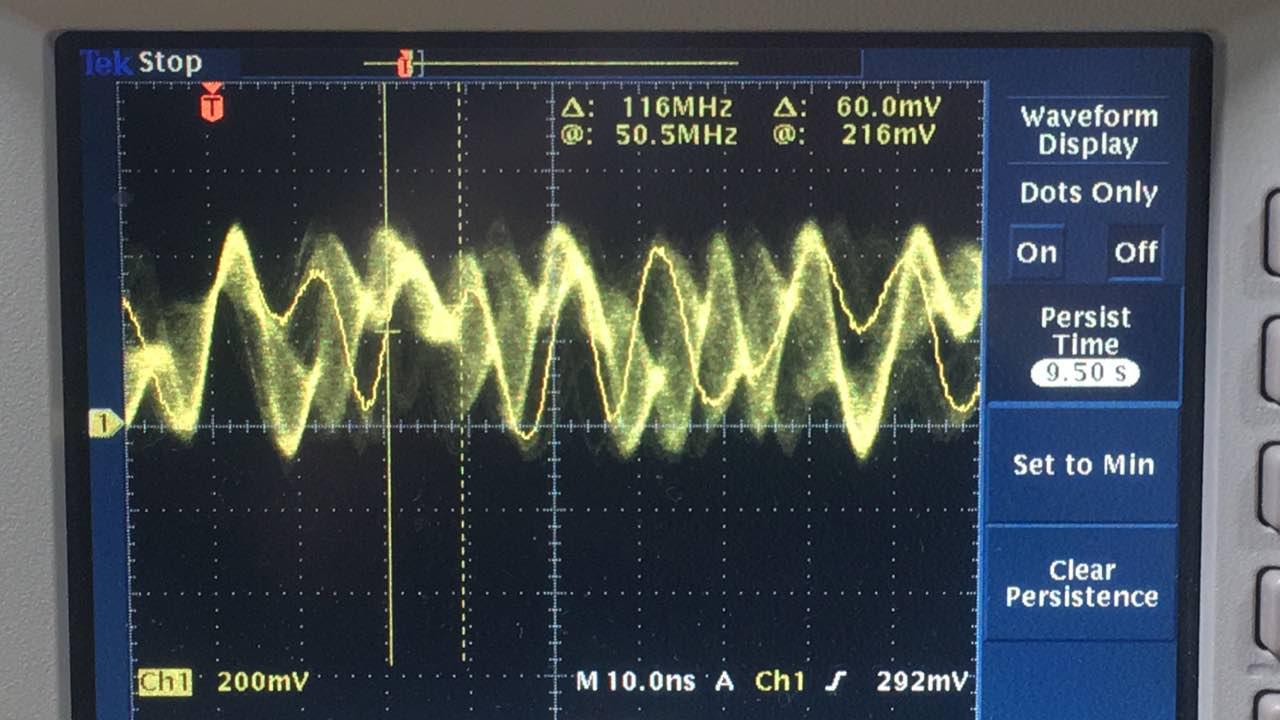 Tek Stop
T
T
Δ: 116MHz Δ: 60.0mV
@: 50.5MHz @: 216mV
Waveform
Display
Dots Only
On Off
Persist
Time
9.50 s
1
Set to Min
Clear
Persistence
Ch1 200mV M 10.0ns A Ch1 ƒ 292mV